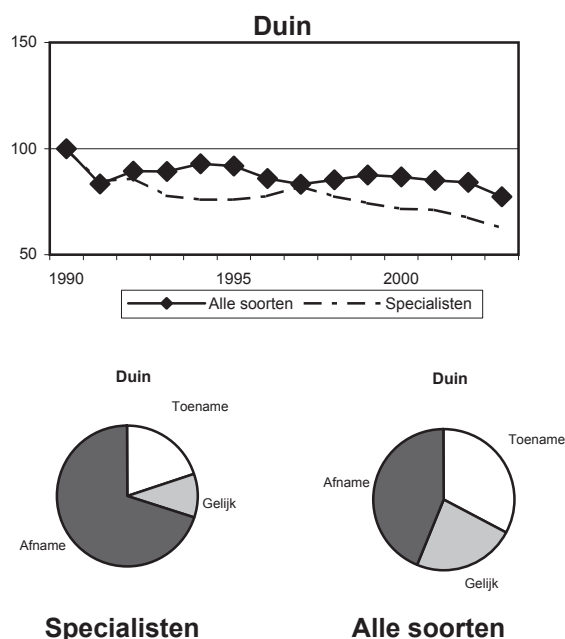 Duin
150
100
50
1990 1995 2000
Alle soorten Specialisten
Duin
Toename
Gelijk
Afname
Specialisten
Duin
Toename
Afname
Gelijk
Alle soorten